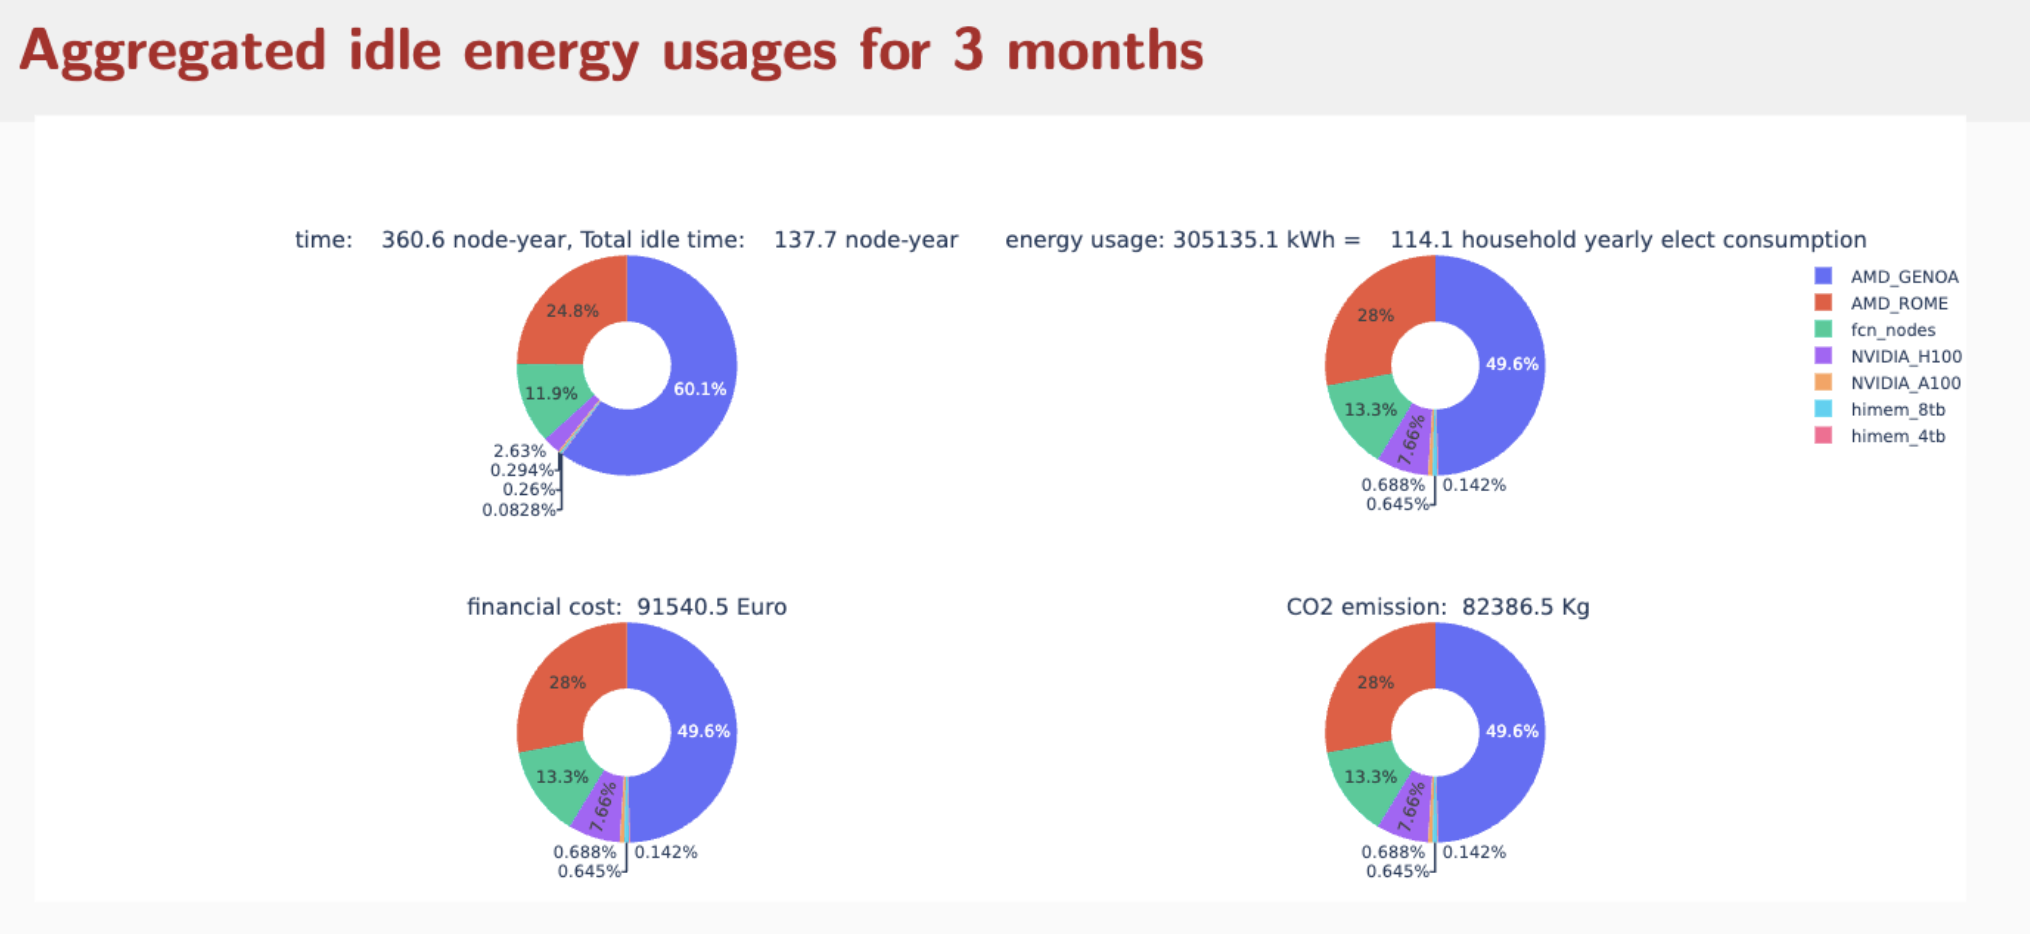 Aggregated idle energy usages for 3 months
time: 360.6 node-year, Total idle time: 137.7 node-year
energy usage: 305135.1 kWh = 114.1 household yearly elect consumption
24.8%
60.1%
11.9%
2.63%
0.294%
0.26%
0.0828%
28%
49.6%
13.3%
7.66%
0.688%
0.142%
0.645%
AMD_GENOA
AMD_ROME
fcn_nodes
NVIDIA_H100
NVIDIA_A100
himem_8tb
himem_4tb
financial cost: 91540.5 Euro
28%
49.6%
13.3%
7.66%
0.688%
0.142%
0.645%
CO2 emission: 82386.5 Kg
28%
49.6%
13.3%
7.66%
0.688%
0.142%
0.645%